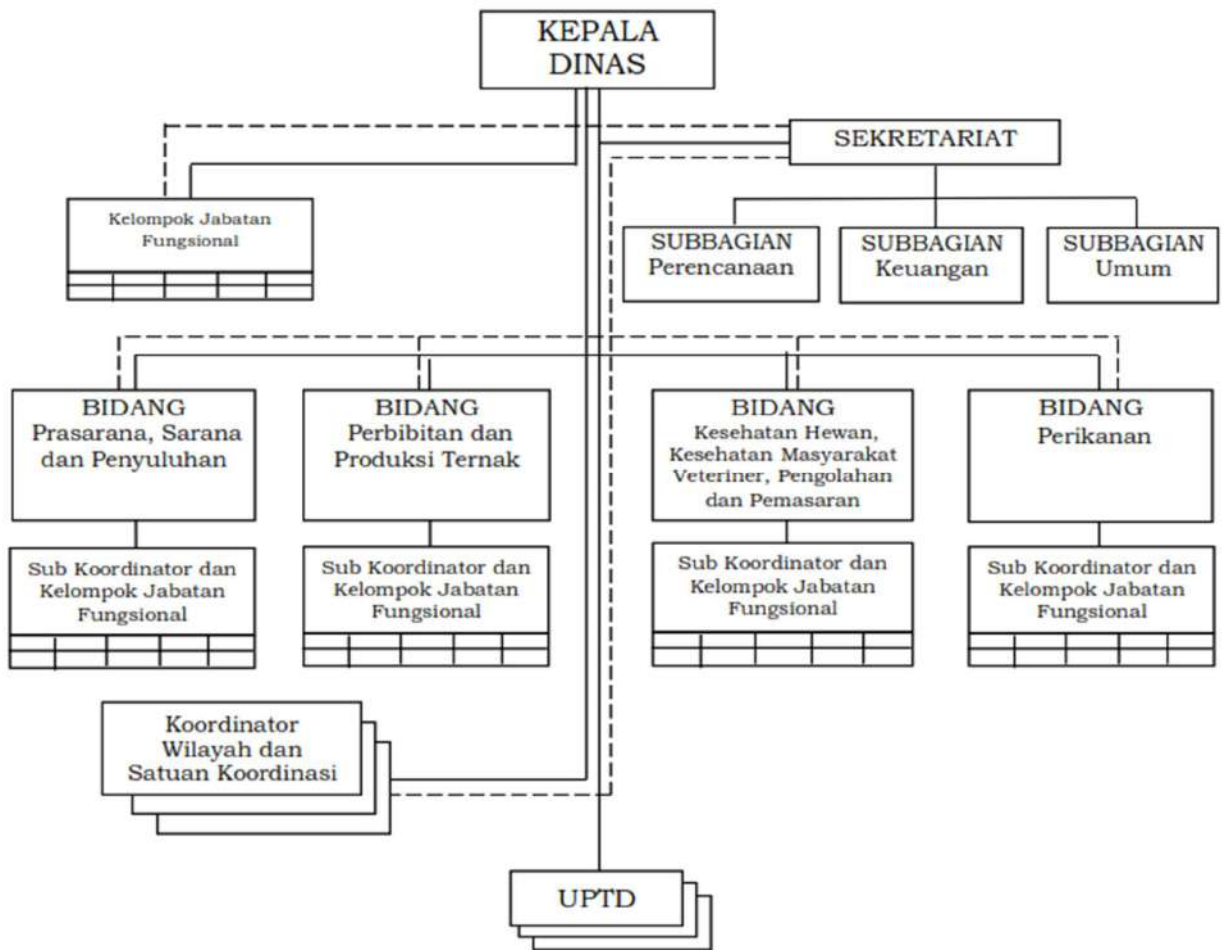 KEPALA
DINAS
SEKRETARIAT
Kelompok Jabatan
Fungsional
SUBBAGIAN
Perencanaan
SUBBAGIAN
Keuangan
SUBBAGIAN
Umum
BIDANG
Prasarana, Sarana
dan Penyuluhan
BIDANG
Perbibitan dan
Produksi Ternak
BIDANG
Kesehatan Hewan,
Kesehatan Masyarakat
Veteriner, Pengolahan
dan Pemasaran
BIDANG
Perikanan
Sub Koordinator dan
Kelompok Jabatan
Fungsional
Sub Koordinator dan
Kelompok Jabatan
Fungsional
Sub Koordinator dan
Kelompok Jabatan
Fungsional
Sub Koordinator dan
Kelompok Jabatan
Fungsional
Koordinator
Wilayah dan
Satuan Koordinasi
UPTD